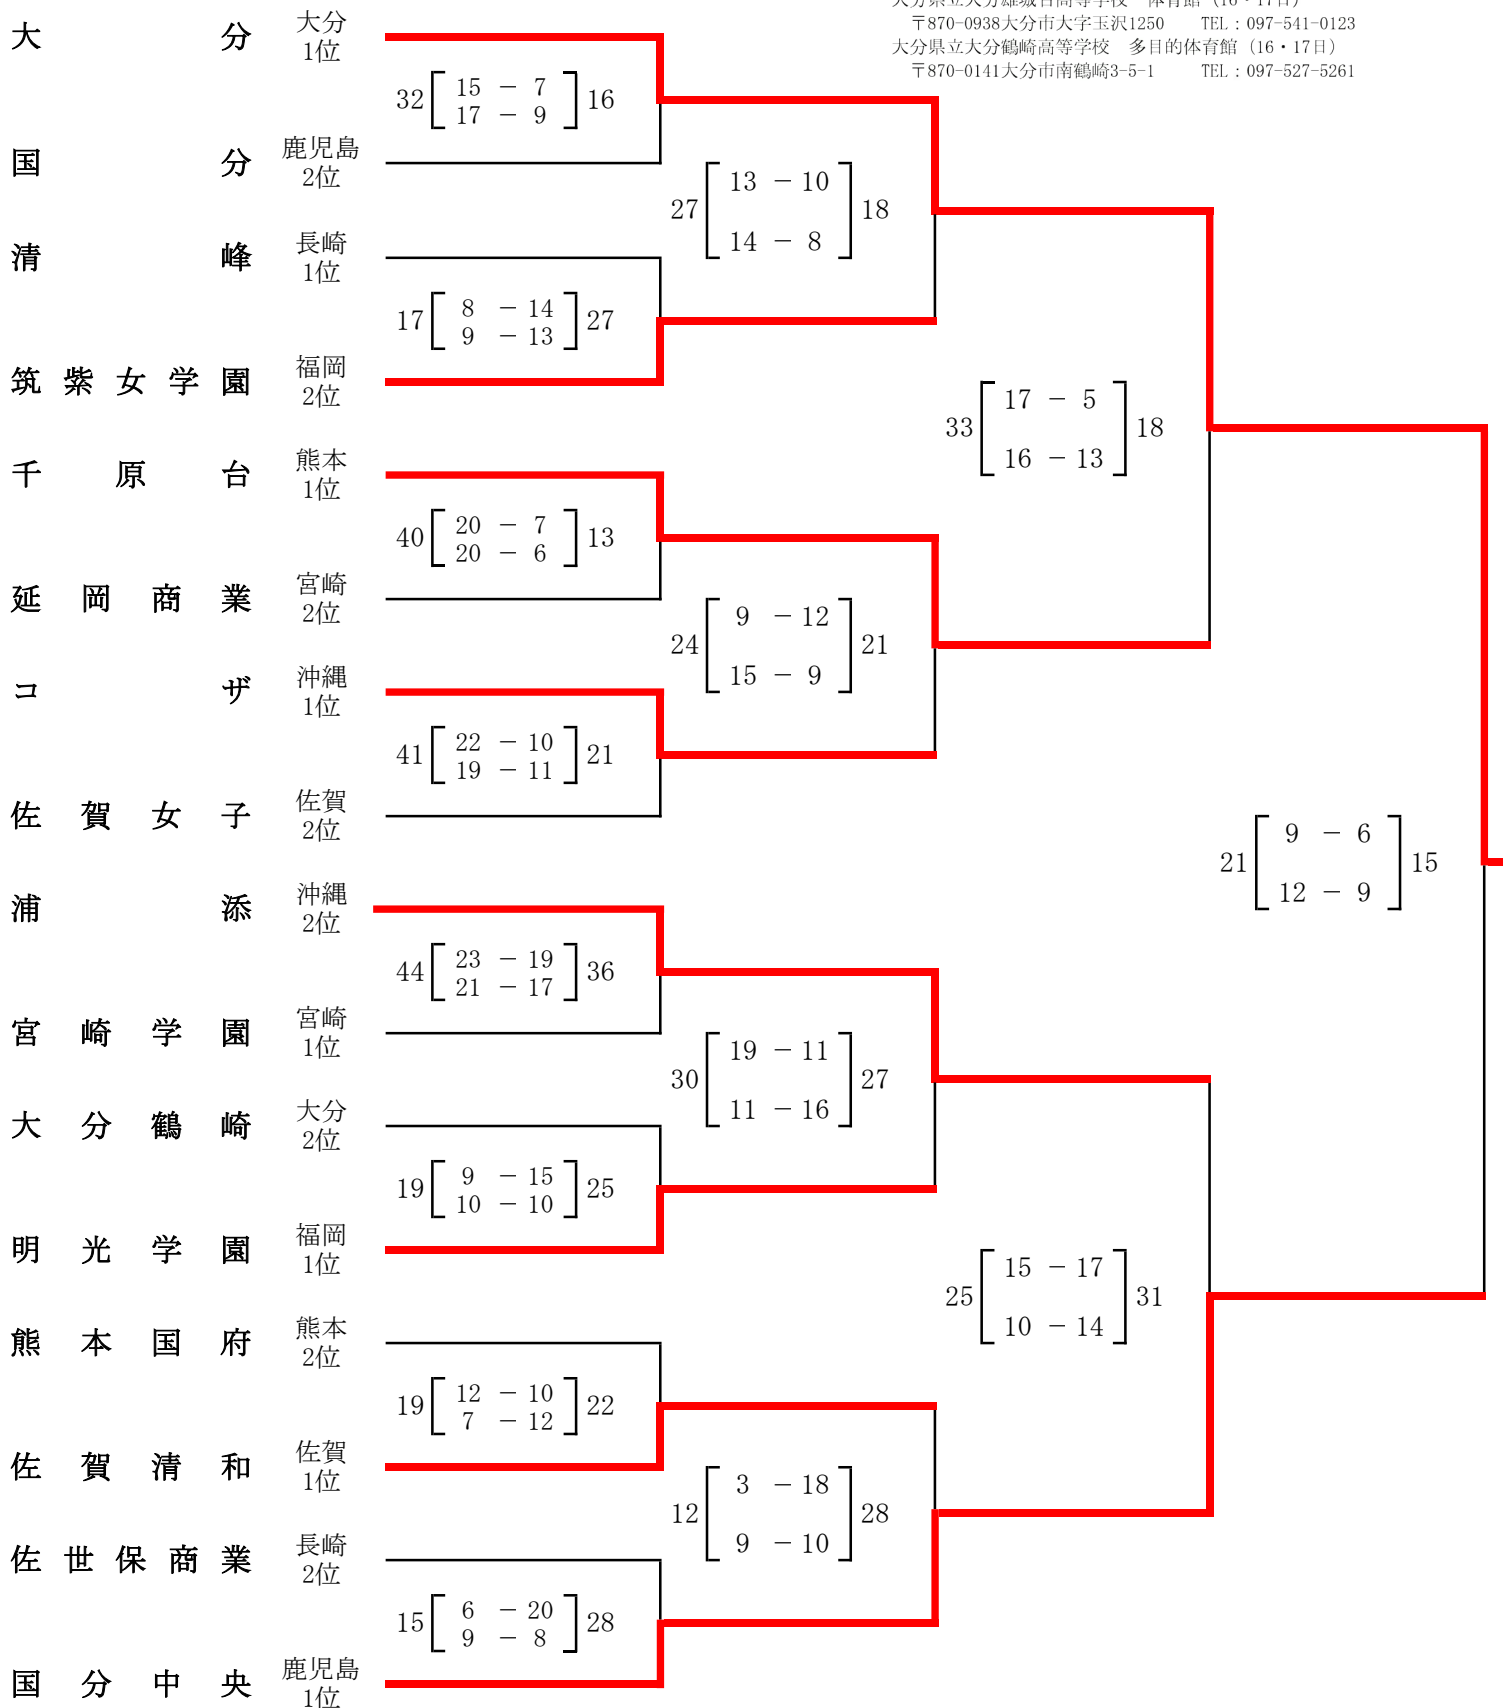 〒870-0938大分市大字玉沢1250　TEL：097-541-0123
大分県立大分鶴崎高等学校　多目的体育館（16・17日）
〒870-0141大分市南鶴崎3-5-1　TEL：097-527-5261
大分 大分 1位
32 [ 15 － 7 17 － 9 ] 16
国分 鹿児島 2位
27 [ 13 － 10 14 － 8 ] 18
清峰 長崎 1位
17 [ 8 － 14 9 － 13 ] 27
筑紫女学園 福岡 2位
33 [ 17 － 5 16 － 13 ] 18
千原台 熊本 1位
40 [ 20 － 7 20 － 6 ] 13
延岡商業 宮崎 2位
24 [ 9 － 12 15 － 9 ] 21
コザ 沖縄 1位
41 [ 22 － 10 19 － 11 ] 21
佐賀女子 佐賀 2位
21 [ 9 － 6 12 － 9 ] 15
浦添 沖縄 2位
44 [ 23 － 19 21 － 17 ] 36
宮崎学園 宮崎 1位
30 [ 19 － 11 11 － 16 ] 27
大分鶴崎 大分 2位
19 [ 9 － 15 10 － 10 ] 25
明光学園 福岡 1位
25 [ 15 － 17 10 － 14 ] 31
熊本国府 熊本 2位
19 [ 12 － 10 7 － 12 ] 22
佐賀清和 佐賀 1位
12 [ 3 － 18 9 － 10 ] 28
佐世保商業 長崎 2位
15 [ 6 － 20 9 － 8 ] 28
国分中央 鹿児島 1位